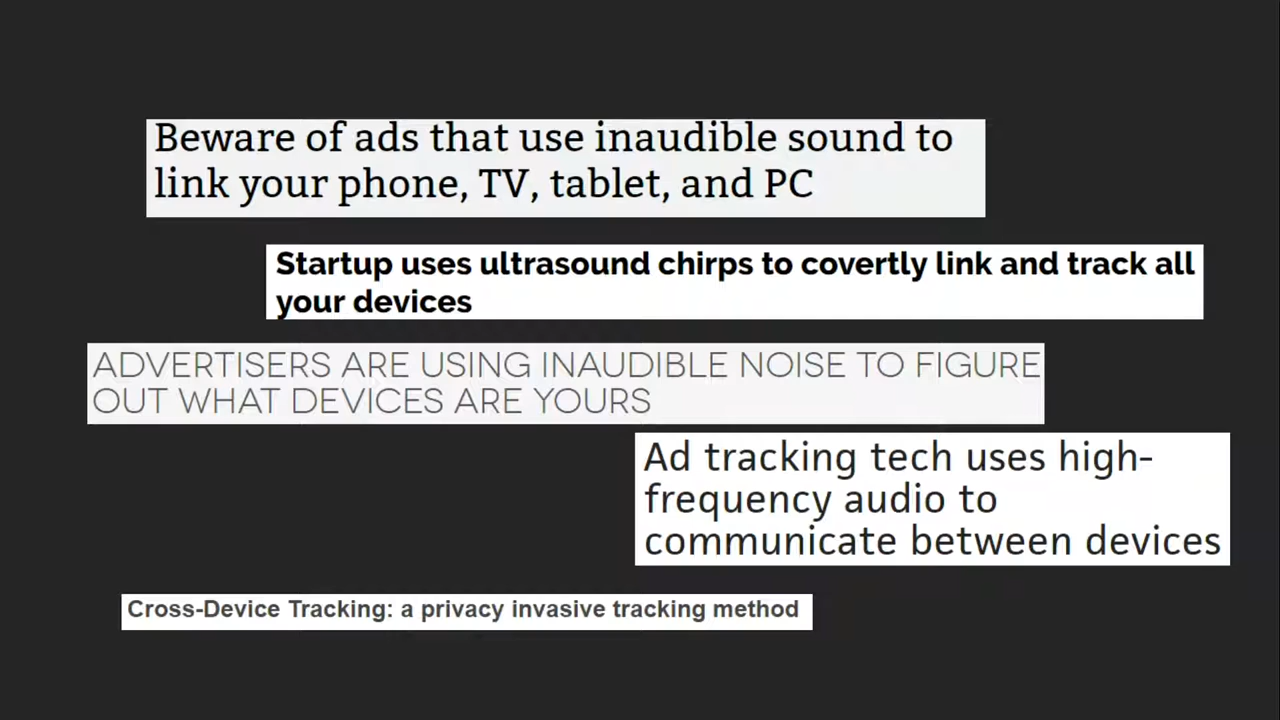 Beware of ads that use inaudible sound to
link your phone, TV, tablet, and PC
Startup uses ultrasound chirps to covertly link and track all
your devices
ADVERTISERS ARE USING INAUDIBLE NOISE TO FIGURE
OUT WHAT DEVICES ARE YOURS
Ad tracking tech uses high-
frequency audio to
communicate between devices
Cross-Device Tracking: a privacy invasive tracking method